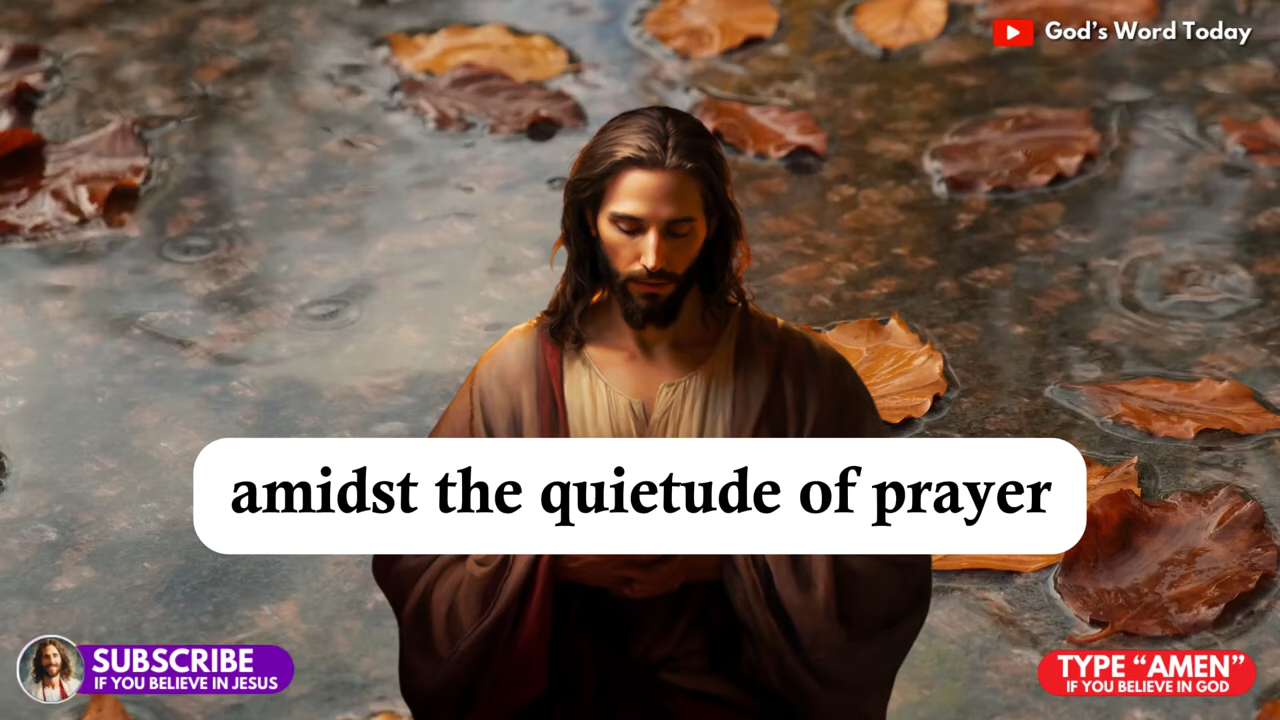 God's Word Today
amidst the quietude of prayer
SUBSCRIBE
IF YOU BELIEVE IN JESUS
TYPE “AMEN”
IF YOU BELIEVE IN GOD